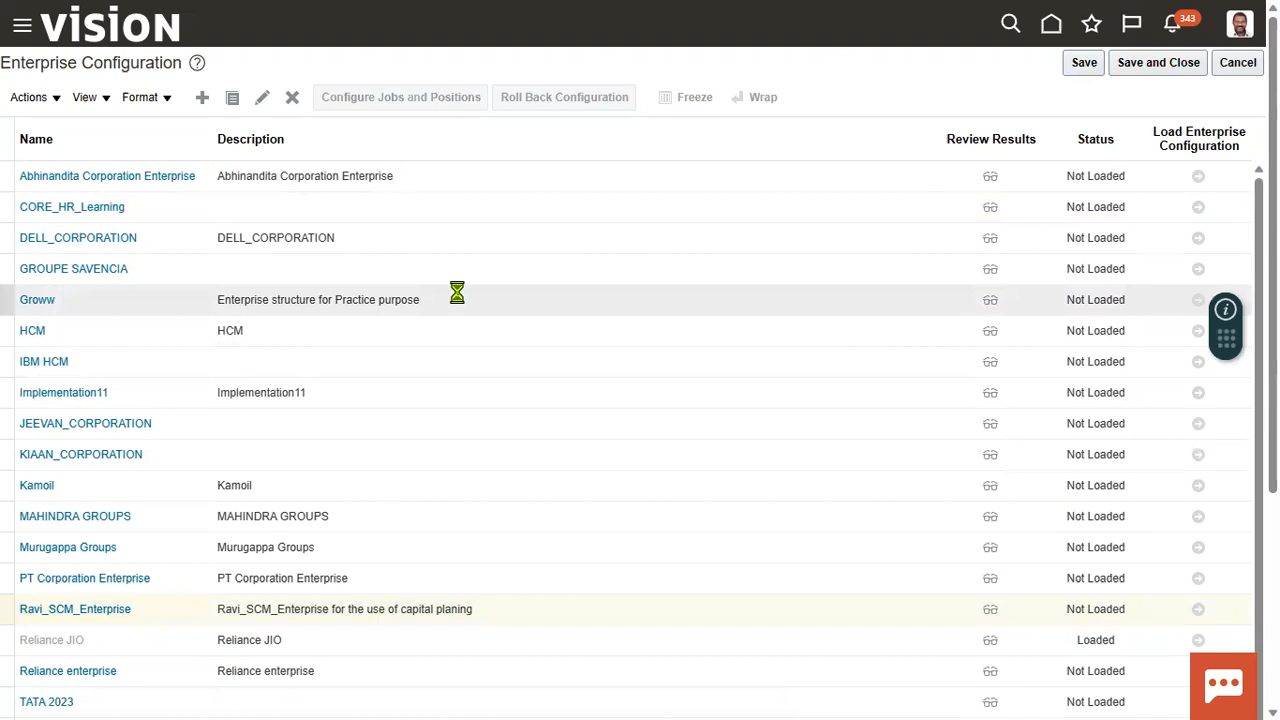 vision
343
Enterprise Configuration ?
Save
Save and Close
Cancel
Actions View Format
Configure Jobs and Positions
Roll Back Configuration
Freeze
Wrap
Name Description Review Results Status Load Enterprise
Configuration
Abhinandita Corporation Enterprise Abhinandita Corporation Enterprise Not Loaded
CORE_HR_Learning Not Loaded
DELL_CORPORATION DELL_CORPORATION Not Loaded
GROUPE SAVENCIA Not Loaded
Groww Enterprise structure for Practice purpose Not Loaded
HCM HCM Not Loaded
IBM HCM Not Loaded
Implementation11 Implementation11 Not Loaded
JEEVAN_CORPORATION Not Loaded
KIAAN_CORPORATION Not Loaded
Kamoil Kamoil Not Loaded
MAHINDRA GROUPS MAHINDRA GROUPS Not Loaded
Murugappa Groups Murugappa Groups Not Loaded
PT Corporation Enterprise PT Corporation Enterprise Not Loaded
Ravi_SCM_Enterprise Ravi_SCM_Enterprise for the use of capital planing Not Loaded
Reliance JIO Reliance JIO Loaded
Reliance enterprise Reliance enterprise Not Loaded
TATA 2023 Not Loaded